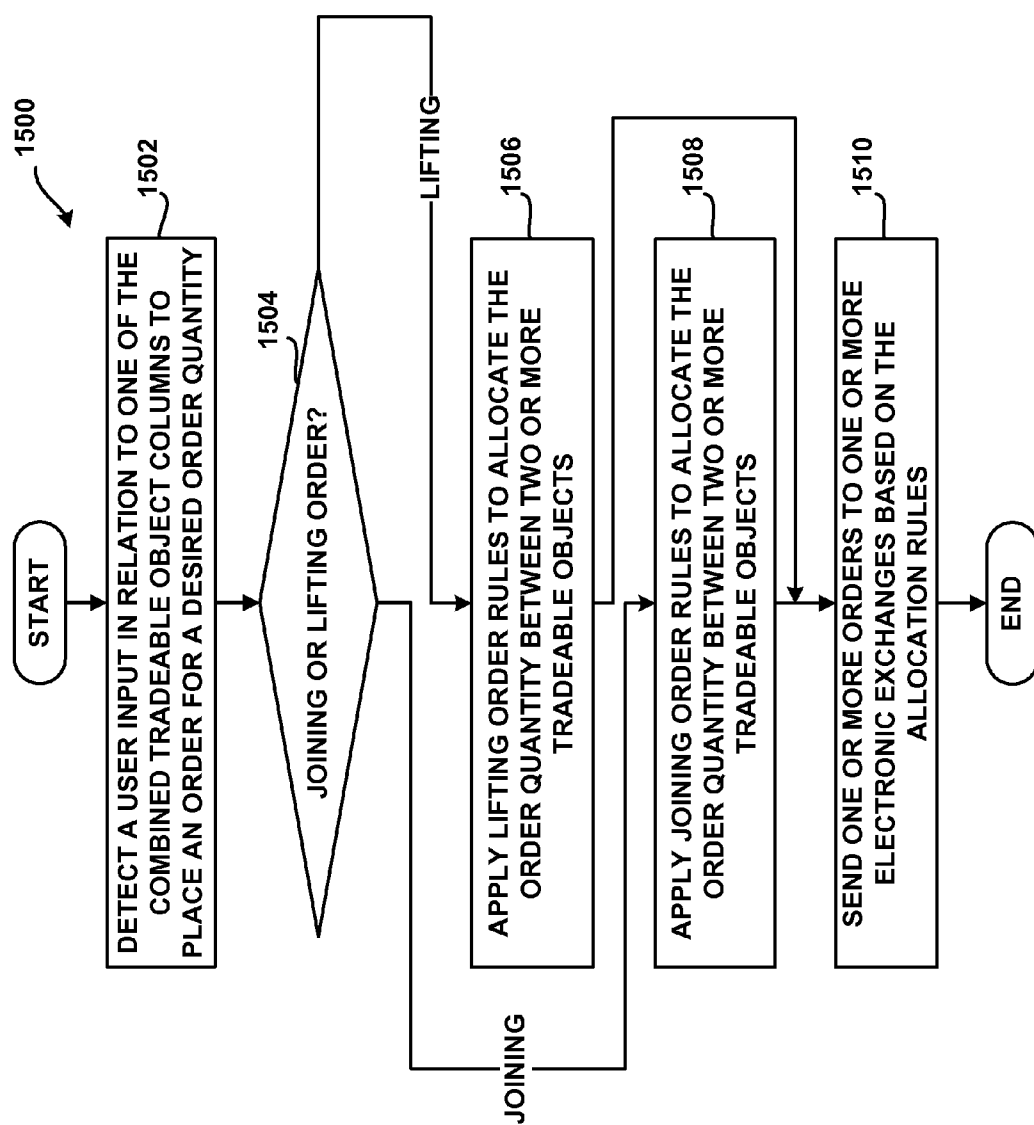 1500
START
1502
DETECT A USER INPUT IN RELATION TO ONE OF THE
COMBINED TRADEABLE OBJECT COLUMNS TO
PLACE AN ORDER FOR A DESIRED ORDER QUANTITY
1504
JOINING OR LIFTING ORDER?
LIFTING
1506
APPLY LIFTING ORDER RULES TO ALLOCATE THE
ORDER QUANTITY BETWEEN TWO OR MORE
TRADEABLE OBJECTS
JOINING
1508
APPLY JOINING ORDER RULES TO ALLOCATE THE
ORDER QUANTITY BETWEEN TWO OR MORE
TRADEABLE OBJECTS
1510
SEND ONE OR MORE ORDERS TO ONE OR MORE
ELECTRONIC EXCHANGES BASED ON THE
ALLOCATION RULES
END